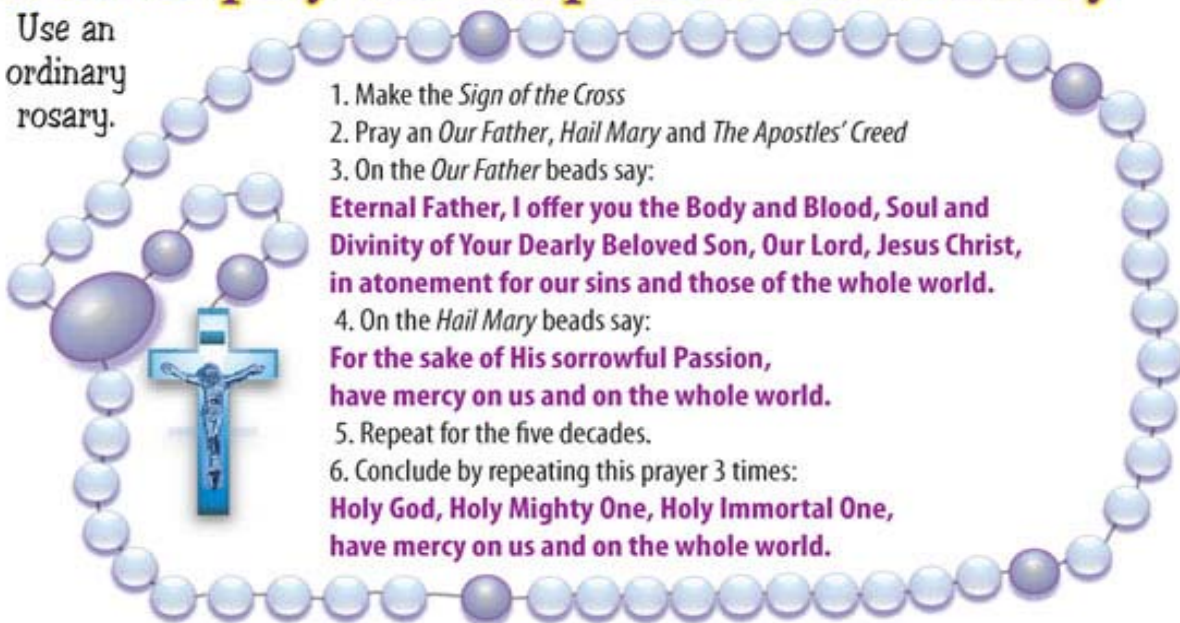 Use an
ordinary
rosary.
1. Make the Sign of the Cross
2. Pray an Our Father, Hail Mary and The Apostles' Creed
3. On the Our Father beads say:
Eternal Father, I offer you the Body and Blood, Soul and
Divinity of Your Dearly Beloved Son, Our Lord, Jesus Christ,
in atonement for our sins and those of the whole world.
4. On the Hail Mary beads say:
For the sake of His sorrowful Passion,
have mercy on us and on the whole world.
5. Repeat for the five decades.
6. Conclude by repeating this prayer 3 times:
Holy God, Holy Mighty One, Holy Immortal One,
have mercy on us and on the whole world.